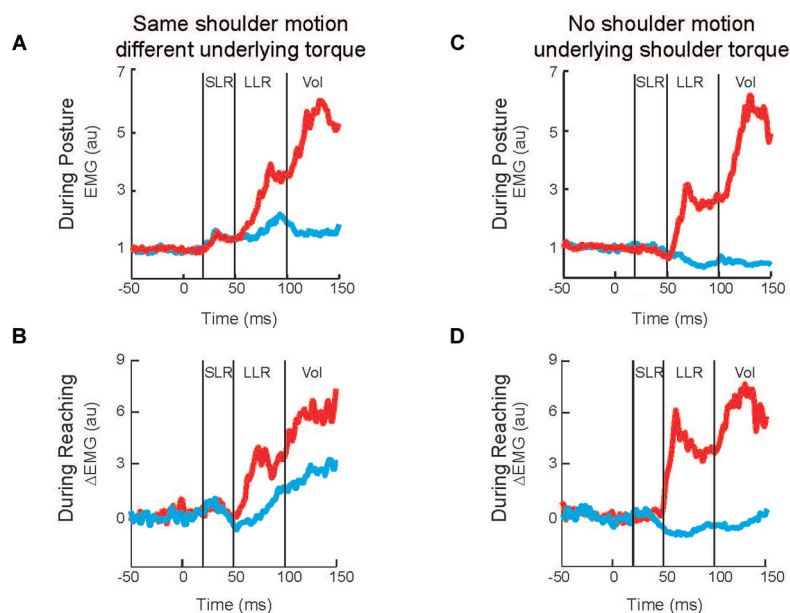 Same shoulder motion
different underlying torque
A
During Posture
EMG (au)
7
5
3
1
SLR
LLR
Vol
-50
0
50
100
150
Time (ms)
B
During Reaching
ΔEMG (au)
9
6
3
0
SLR
LLR
Vol
-50
0
50
100
150
Time (ms)
No shoulder motion
underlying shoulder torque
C
During Posture
EMG (au)
7
5
3
1
SLR
LLR
Vol
-50
0
50
100
150
Time (ms)
D
During Reaching
ΔEMG (au)
9
6
3
0
SLR
LLR
Vol
-50
0
50
100
150
Time (ms)